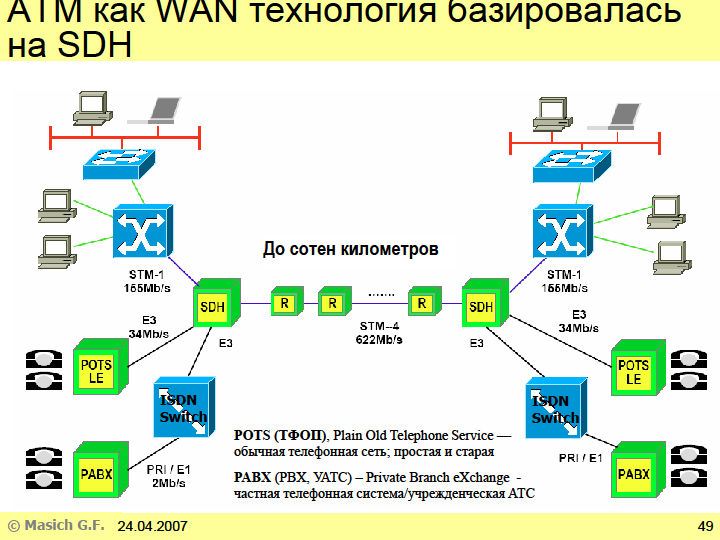 ATM как WAN технология базировалась
на SDH
До сотен километров
STM-1
155Mb/s
STM-1
155Mb/s
SDH
R
R
.......
R
SDH
STM--4
622Mb/s
E3
34Mb/s
E3
E3
E3
34Mb/s
POTS
LE
POTS
LE
ISDN
Switch
ISDN
Switch
POTS (ТФОП), Plain Old Telephone Service —
обычная телефонная сеть; простая и старая
PABX
PRI / E1
2Mb/s
PRI / E1
PABX
PABX (PBX, УАТС) – Private Branch eXchange -
частная телефонная система/учрежденческая АТС
© Masich G.F. 24.04.2007 49